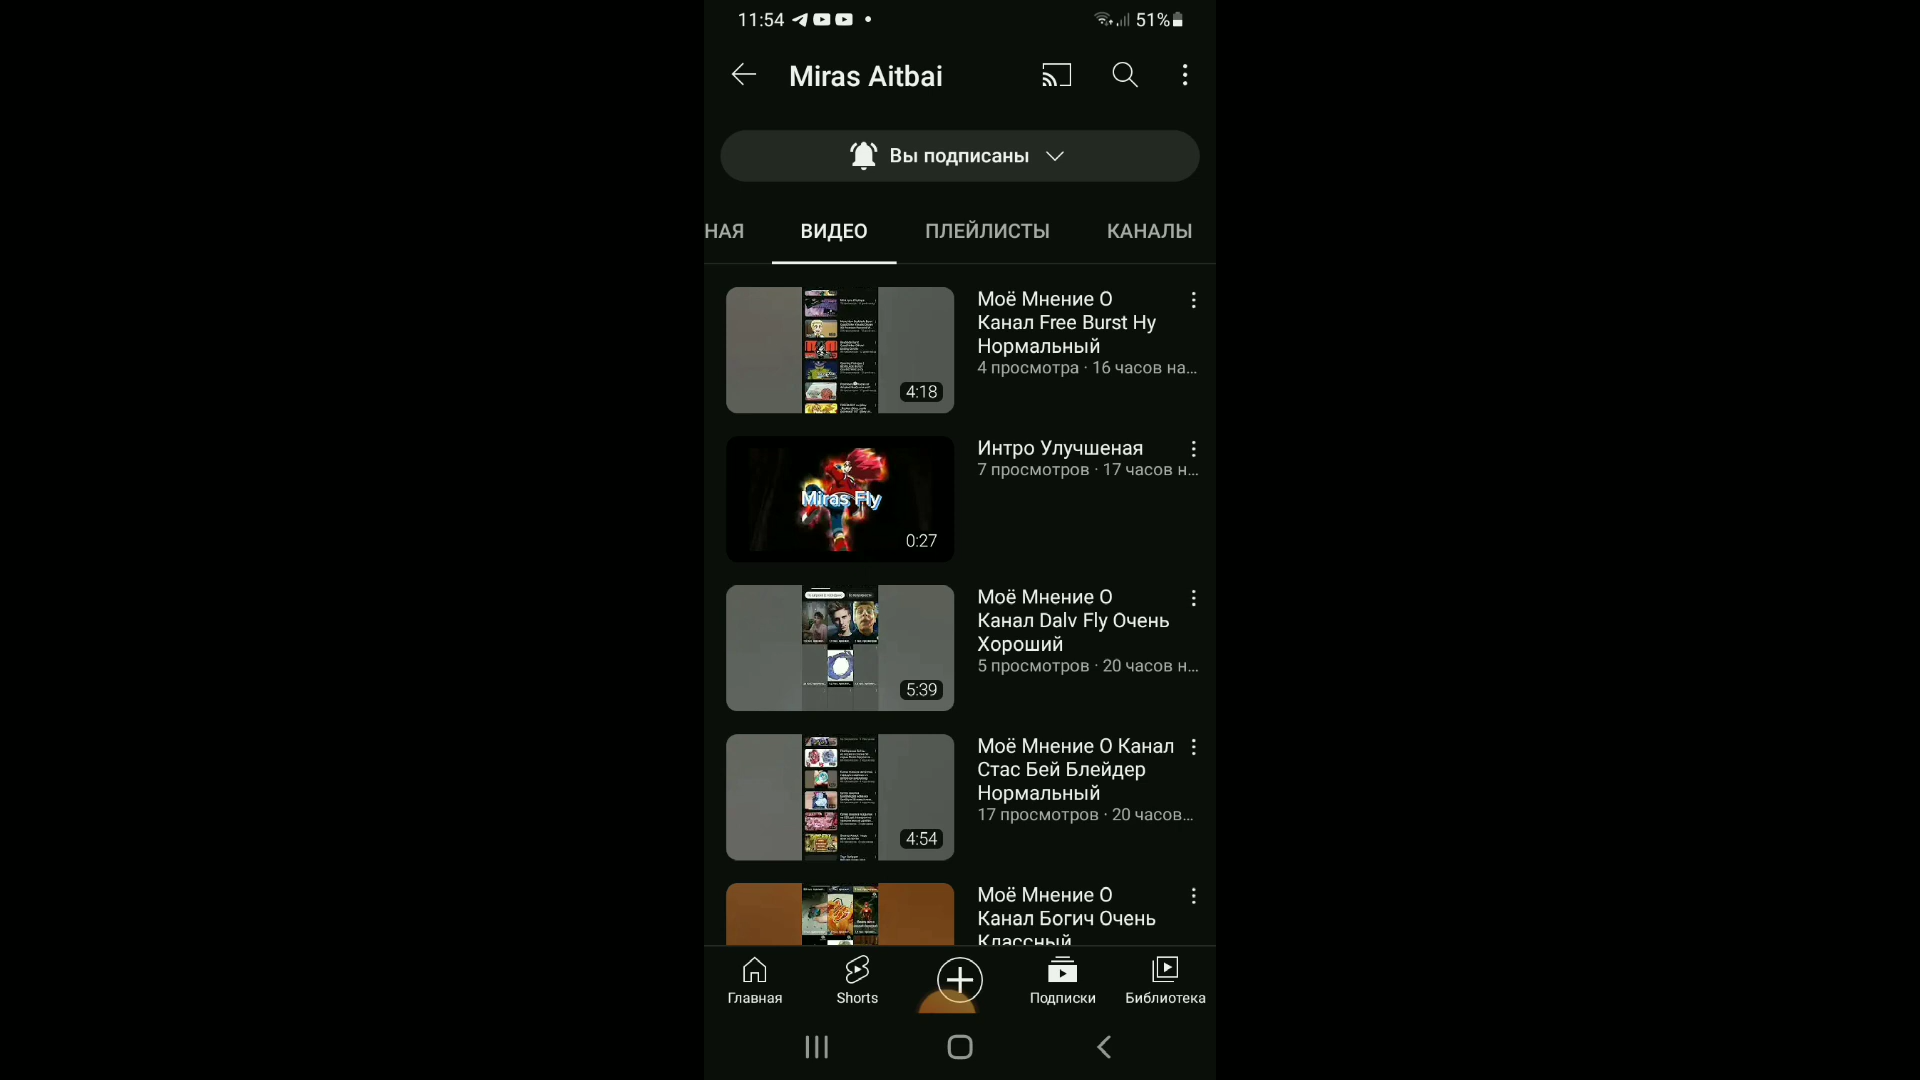 11:54
51%
Miras Aitbai
Вы подписаны
НАЯ
ВИДЕО
ПЛЕЙЛИСТЫ
КАНАЛЫ
Моё Мнение О
Канал Free Burst Ну
Нормальный
4 просмотра · 16 часов на...
4:18
Интро Улучшеная
7 просмотров · 17 часов н...
Miras Fly
0:27
Моё Мнение О
Канал Dalv Fly Очень
Хороший
5 просмотров · 20 часов н...
5:39
Моё Мнение О Канал
Стас Бей Блейдер
Нормальный
17 просмотров · 20 часов...
4:54
Моё Мнение О
Канал Богич Очень
Классный
Главная
Shorts
Подписки
Библиотека